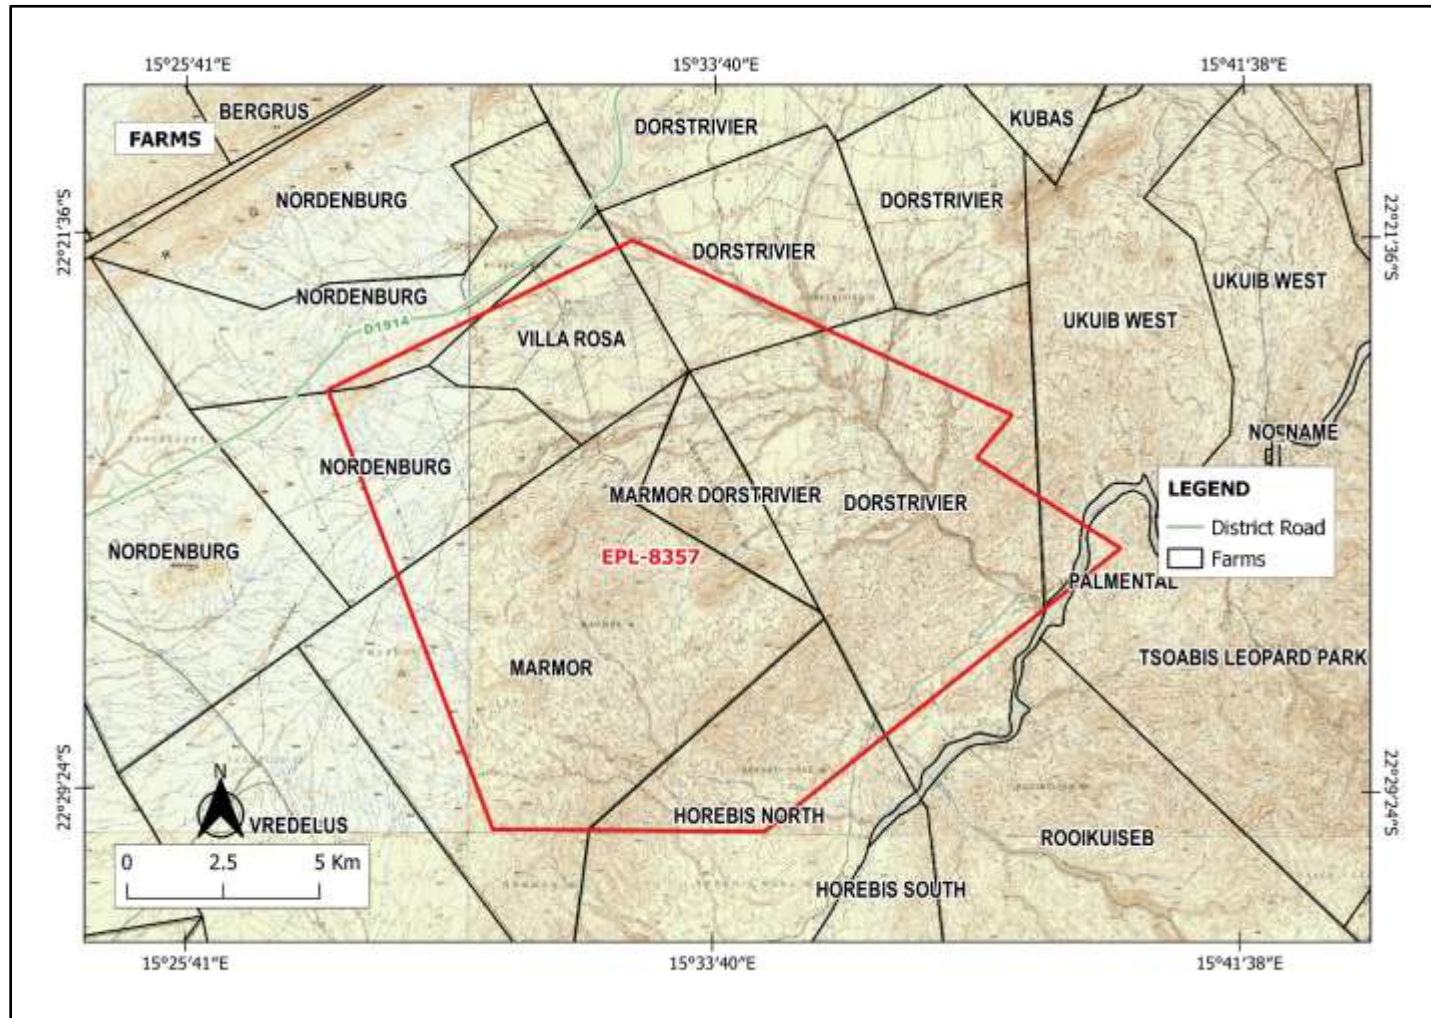 15°25'41"E
15°33'40"E
15°41'38"E
BERGRUS
FARMS
DORSTRIVIER
KUBAS
NORDENBURG
DORSTRIVIER
22°21'36"S
22°21'36"S
DORSTRIVIER
UKUIB WEST
NORDENBURG
D1914
VILLA ROSA
UKUIB WEST
NORDENBURG
MARMOR DORSTRIVIER
DORSTRIVIER
LEGEND
District Road
Farms
NORDENBURG
EPL-8357
PALMENTAL
MARMOR
TSOABIS LEOPARD PARK
22°29'24"S
22°29'24"S
N
VREDELUS
HOREBIS NORTH
ROOIKUISEB
0 2.5 5 Km
HOREBIS SOUTH
15°25'41"E
15°33'40"E
15°41'38"E